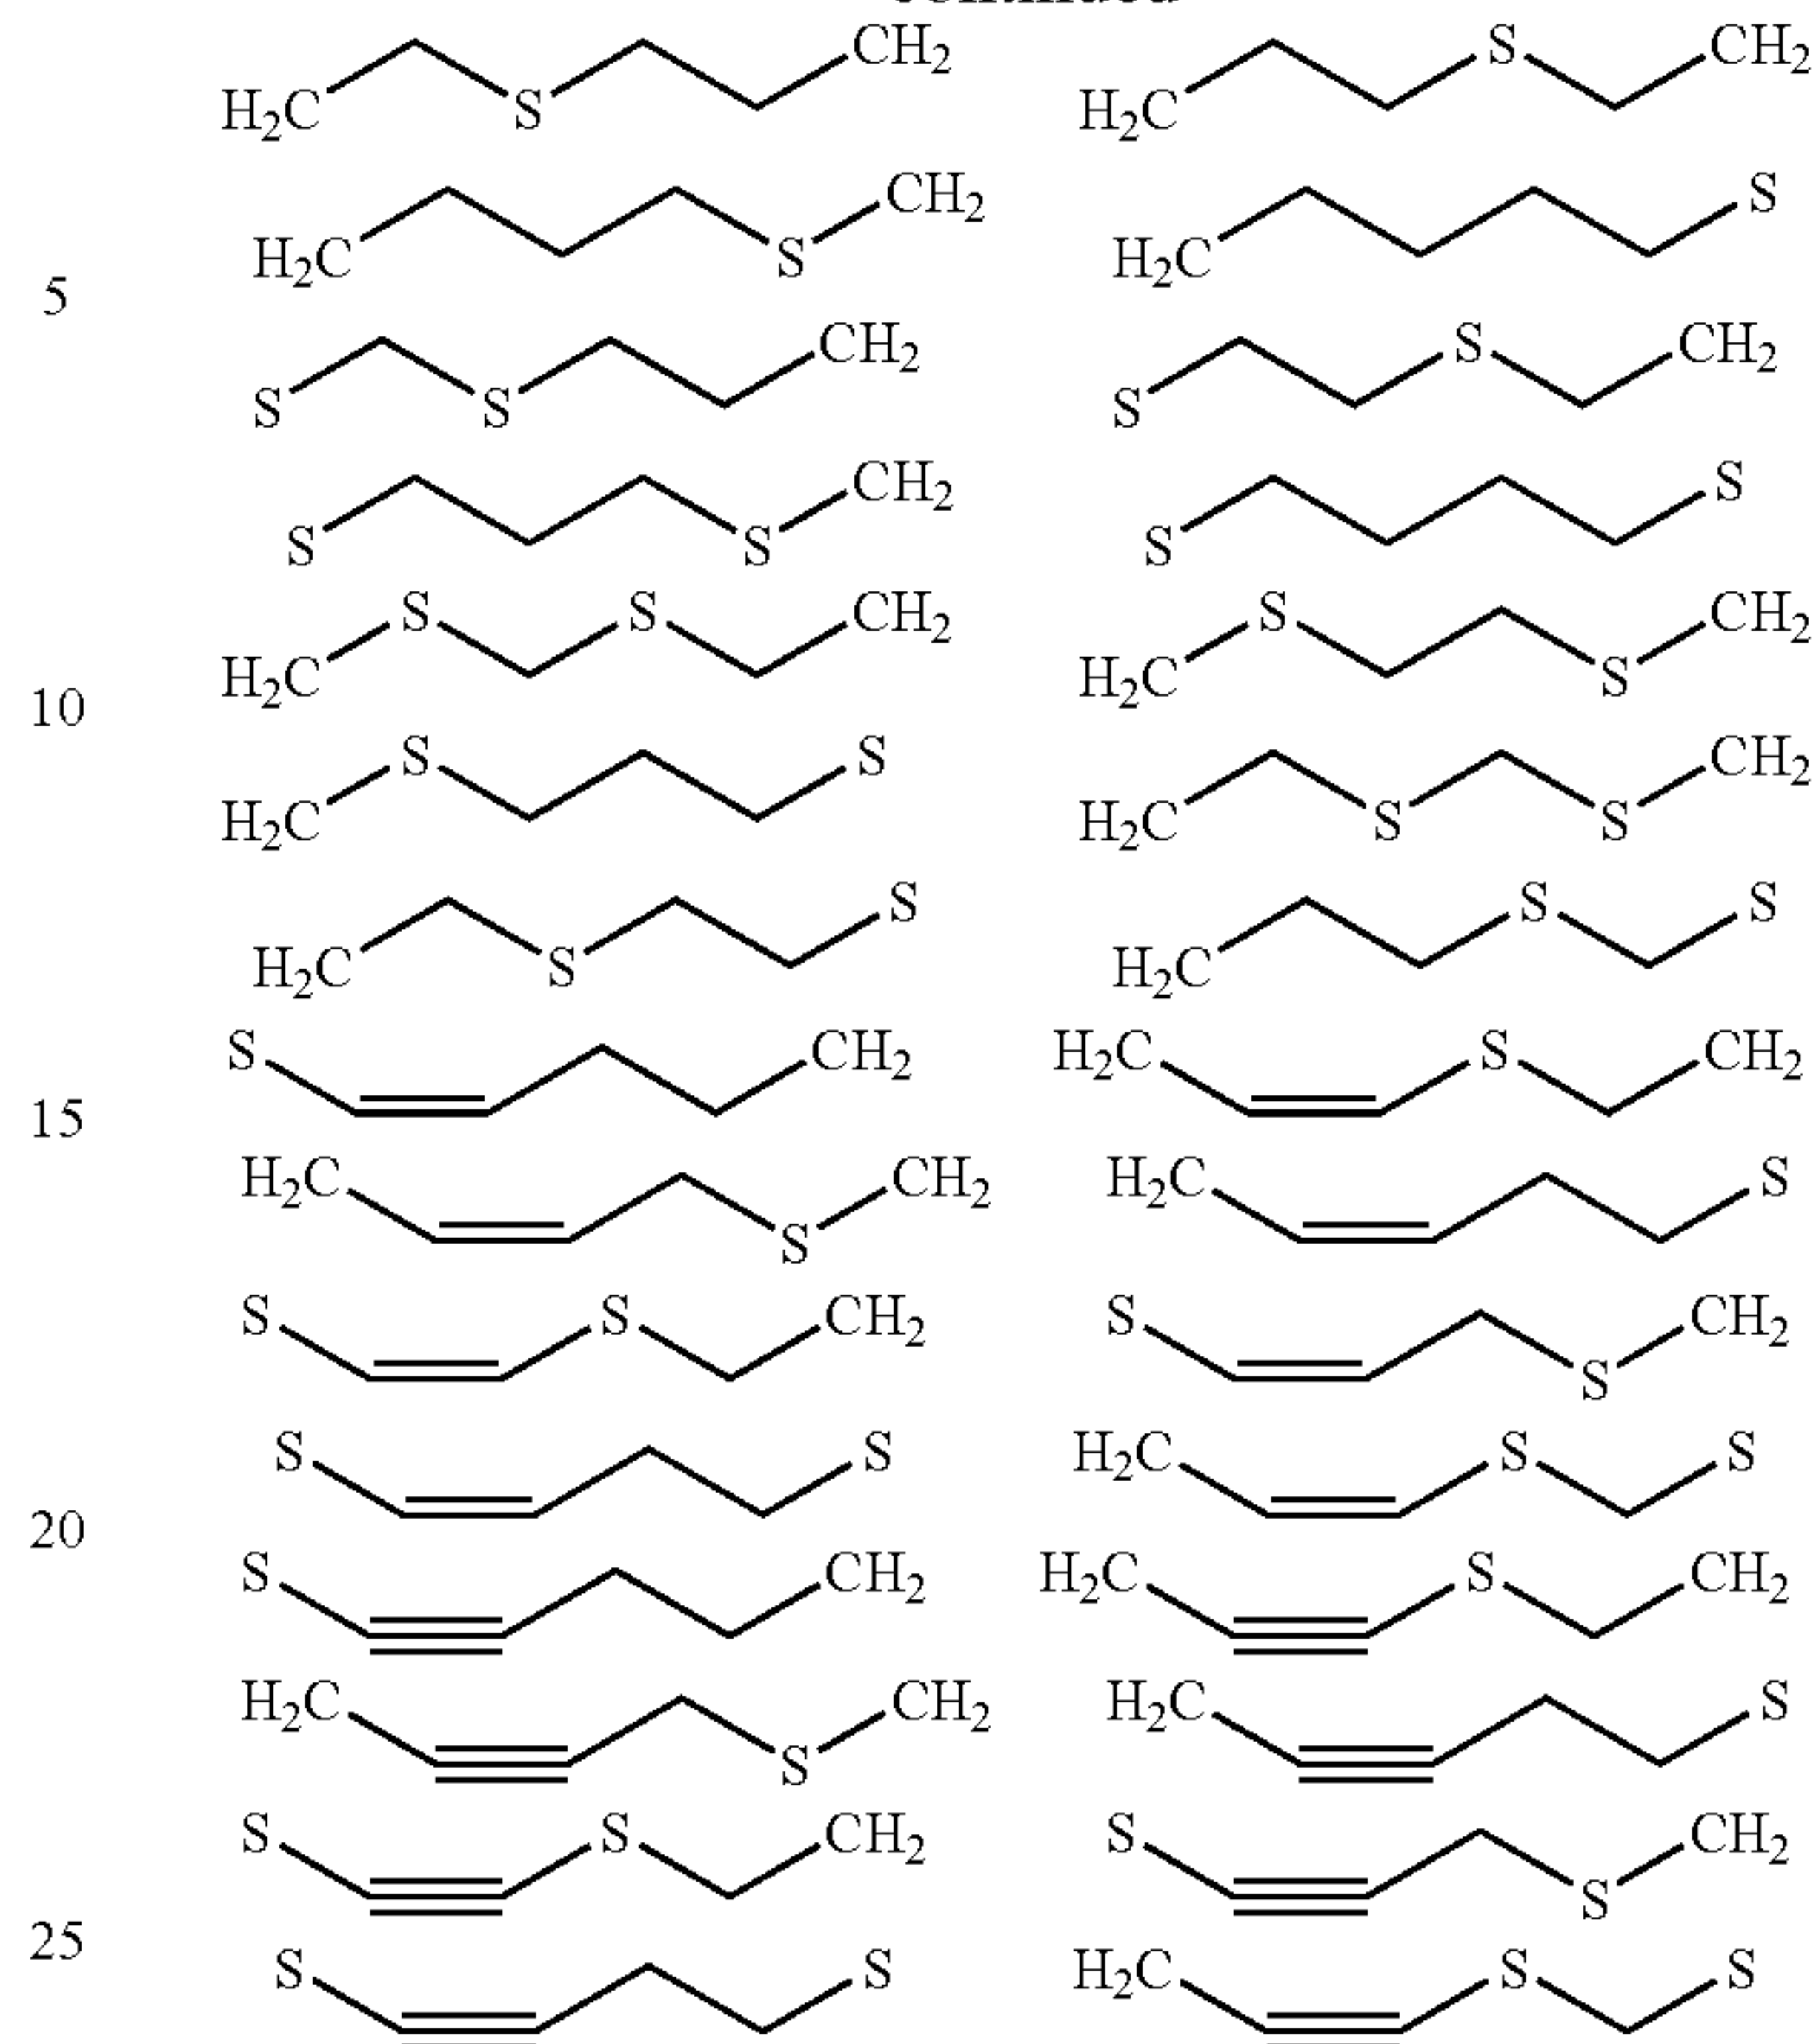 H₂C S CH₂ H₂C S CH₂
H₂C S CH₂ H₂C S
5
S S CH₂ S S CH₂
S S CH₂ S S
H₂C S S CH₂ H₂C S S CH₂
10
H₂C S S H₂C S S CH₂
H₂C S S H₂C S S
S CH₂ H₂C S CH₂
15
H₂C S CH₂ H₂C S
S S CH₂ S S CH₂
S S H₂C S S
20
S CH₂ H₂C S CH₂
H₂C S CH₂ H₂C S
S S CH₂ S S CH₂
25
S S H₂C S S